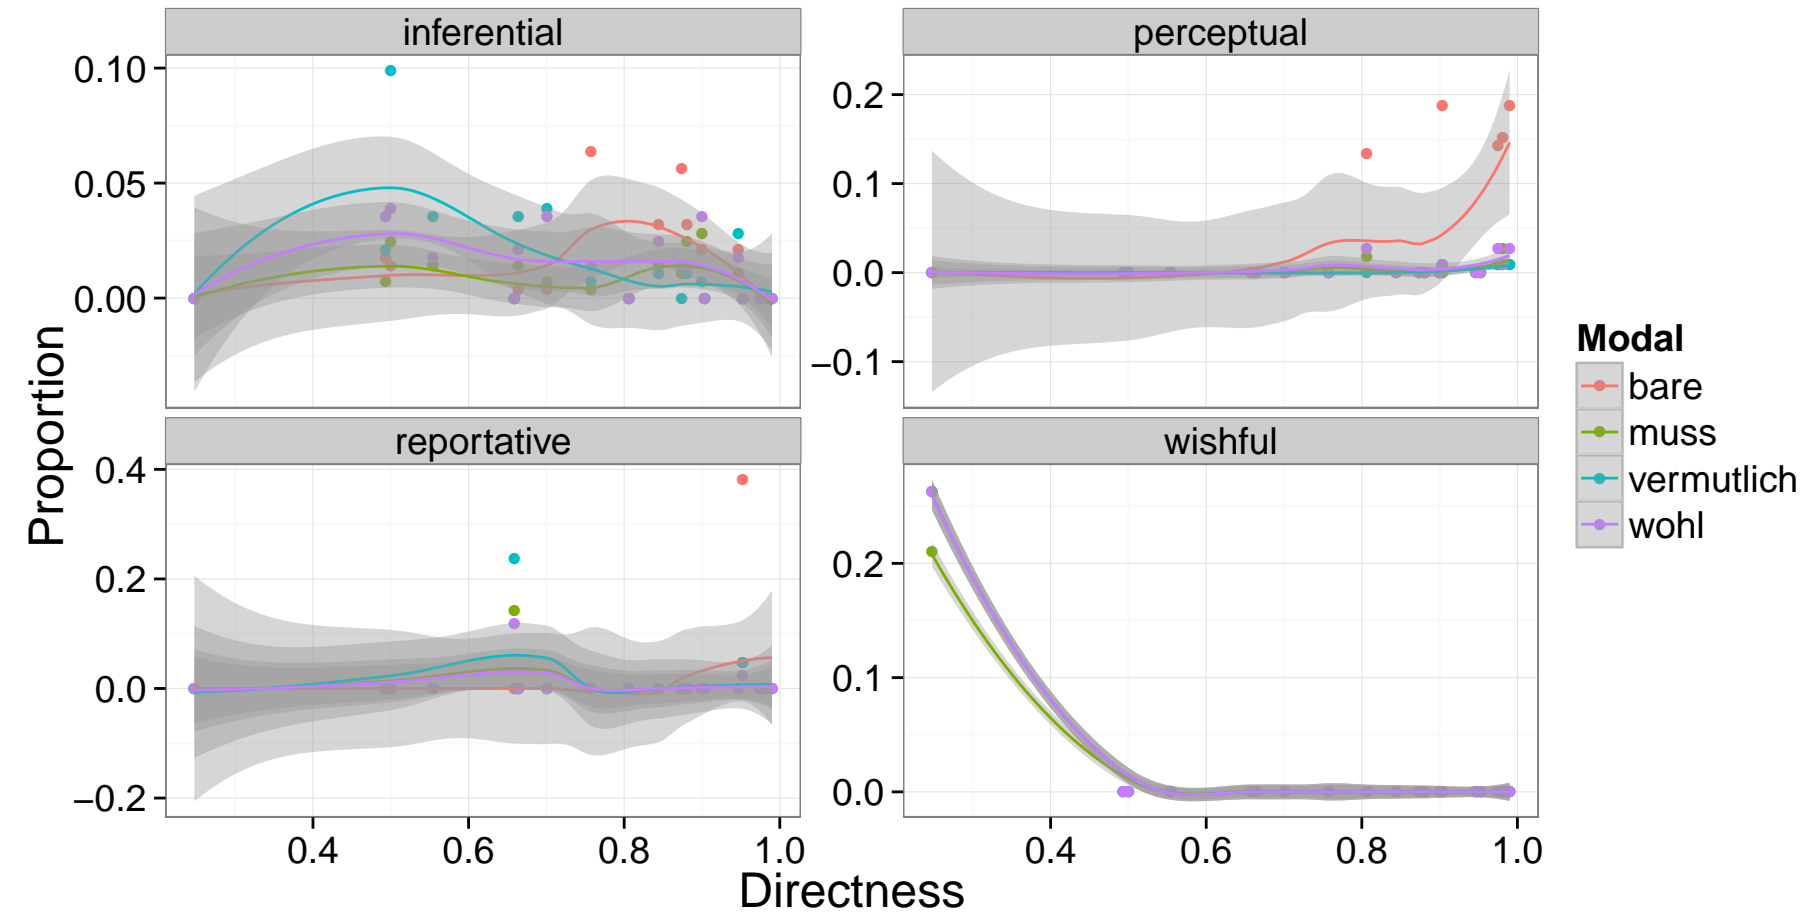 inferential
perceptual
0.10
0.05
0.00
0.2
0.1
0.0
−0.1
reportative
wishful
0.4
0.2
0.0
−0.2
0.2
0.1
0.0
0.4 0.6 0.8 1.0
0.4 0.6 0.8 1.0
Directness
Proportion
Modal
bare
muss
vermutlich
wohl